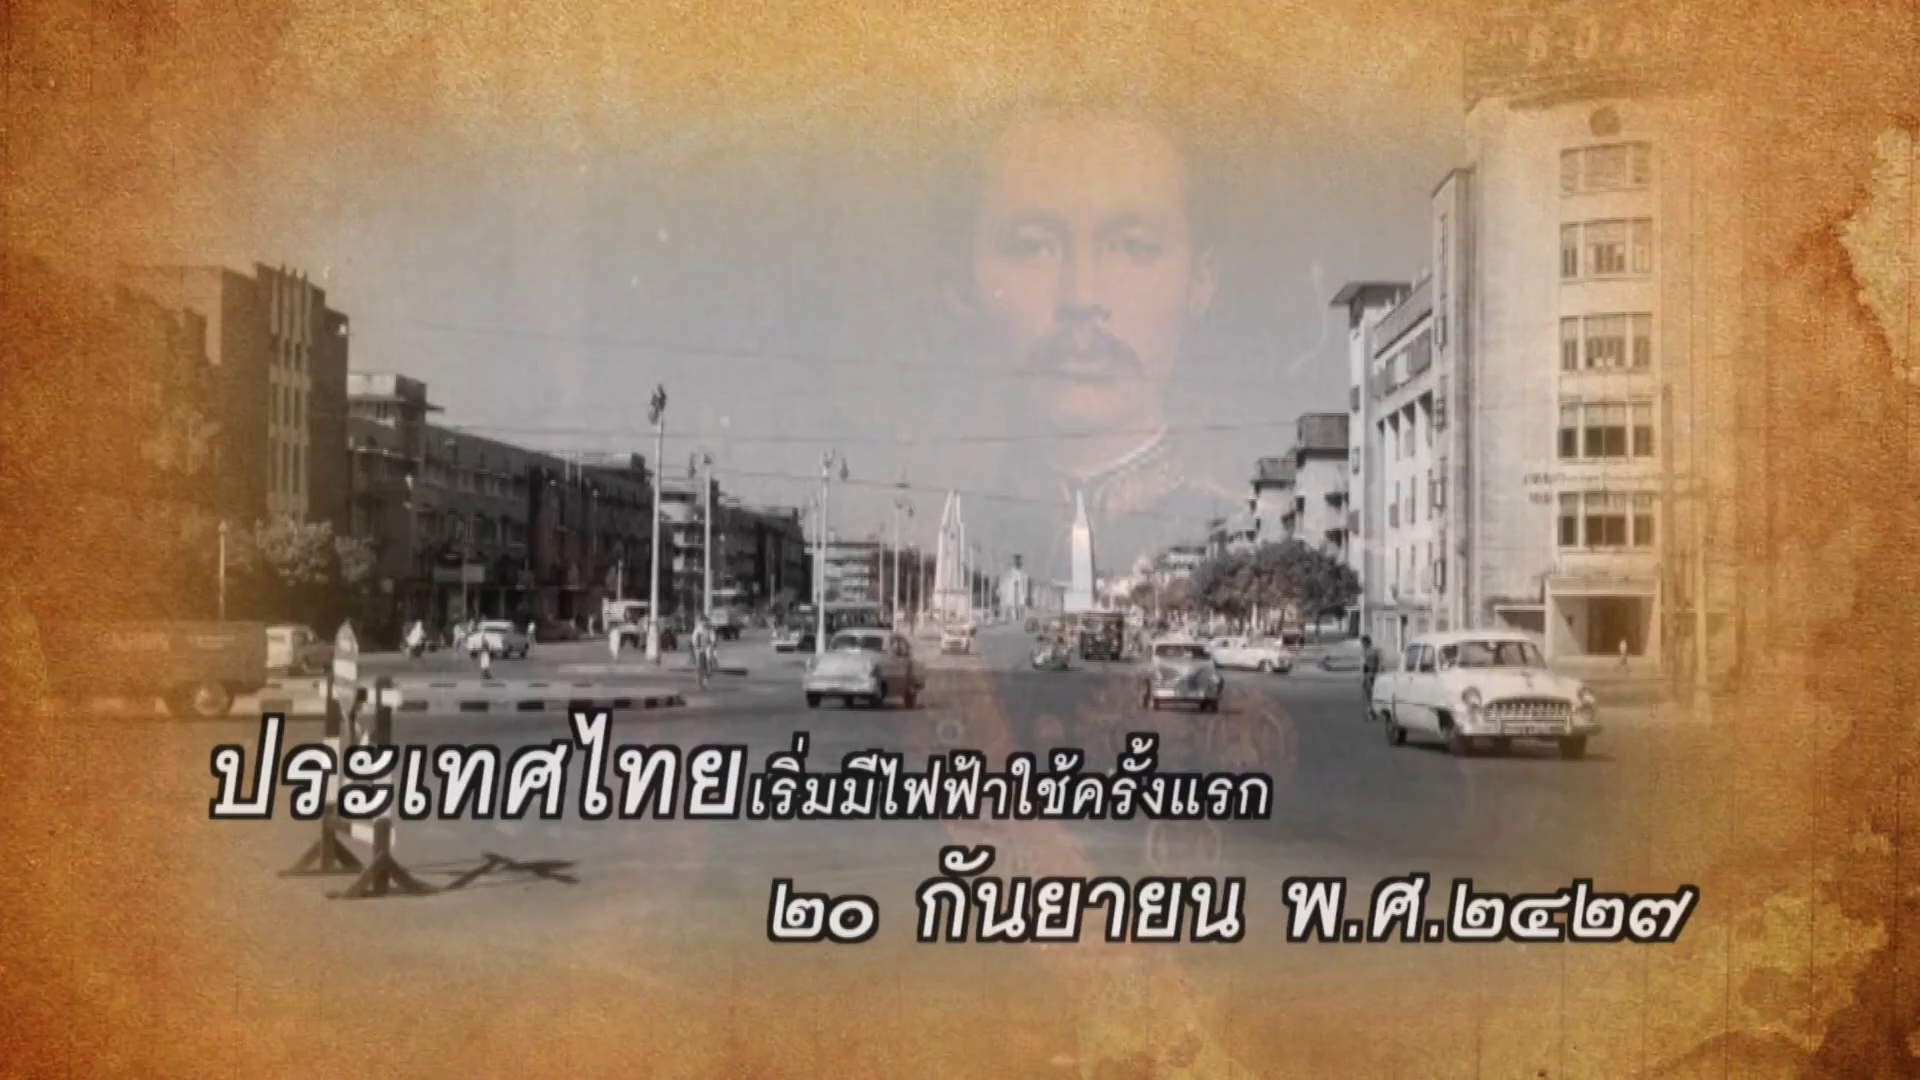 ประเทศไทยเริ่มมีไฟฟ้าใช้ครั้งแรก
๒๐ กันยายน พ.ศ.๒๔๒๗